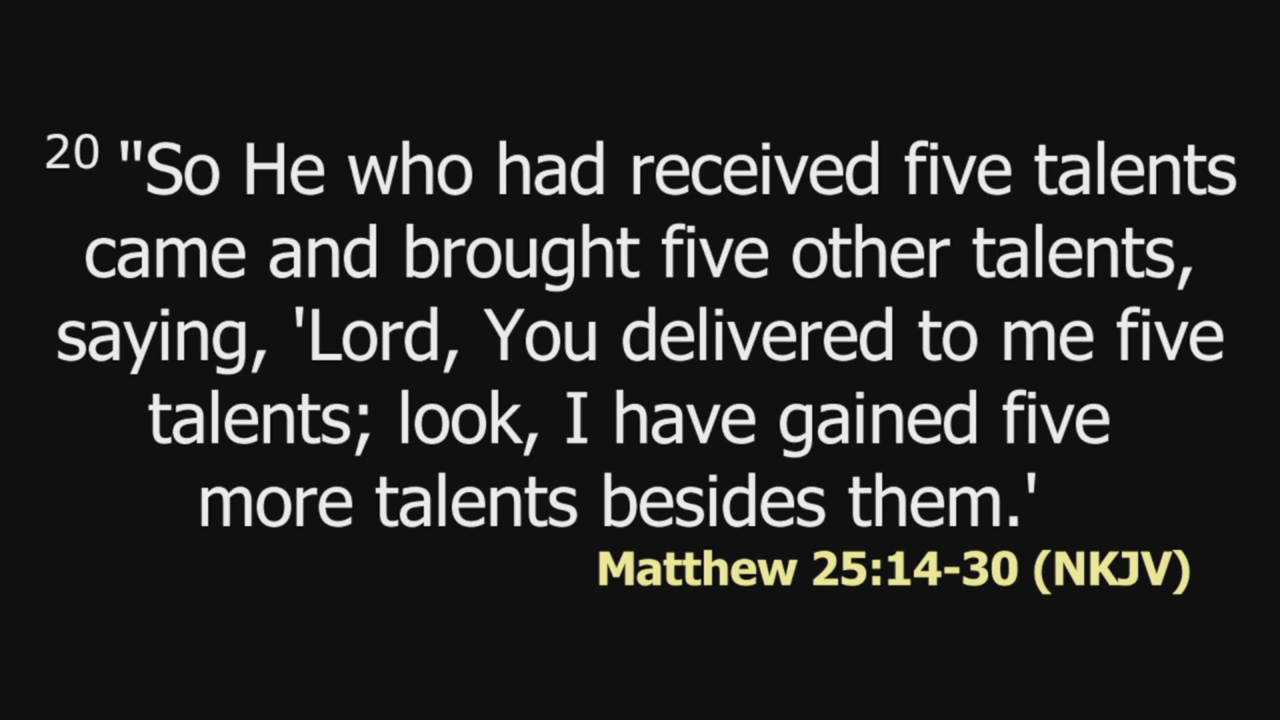 20 "So He who had received five talents
came and brought five other talents,
saying, 'Lord, You delivered to me five
talents; look, I have gained five
more talents besides them.'
Matthew 25:14-30 (NKJV)